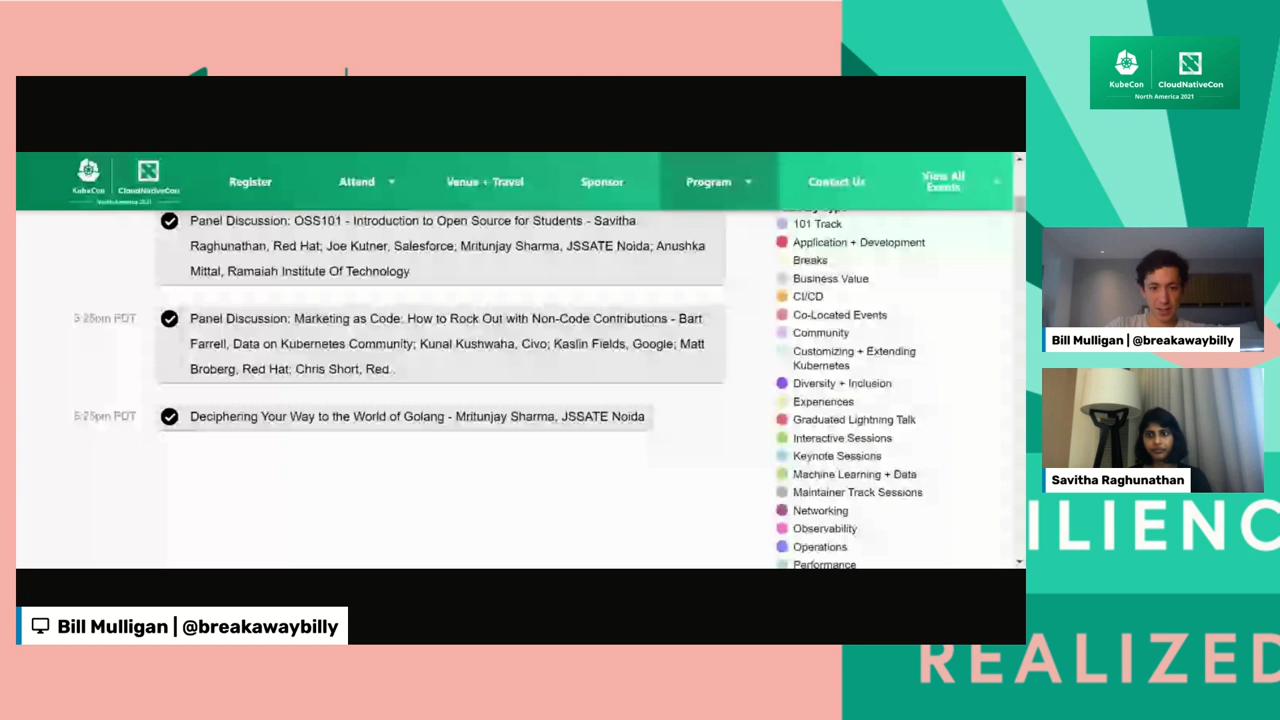 KubeCon
CloudNativeCon
North America 2021
KubeCon
CloudNativeCon
North America 2021
Register
Attend
Venue + Travel
Sponsor
Program
Contact Us
View All
Events
Panel Discussion: OSS101 - Introduction to Open Source for Students - Savitha
Raghunathan, Red Hat; Joe Kutner, Salesforce; Mritunjay Sharma, JSSATE Noida; Anushka
Mittal, Ramaiah Institute Of Technology
3:25pm PDT
Panel Discussion: Marketing as Code: How to Rock Out with Non-Code Contributions - Bart
Farrell, Data on Kubernetes Community; Kunal Kushwaha, Civo; Kaslin Fields, Google; Matt
Broberg, Red Hat; Chris Short, Red..
5:25pm PDT
Deciphering Your Way to the World of Golang - Mritunjay Sharma, JSSATE Noida
101 Track
Application + Development
Breaks
Business Value
CI/CD
Co-Located Events
Community
Customizing + Extending
Kubernetes
Diversity + Inclusion
Experiences
Graduated Lightning Talk
Interactive Sessions
Keynote Sessions
Machine Learning + Data
Maintainer Track Sessions
Networking
Observability
Operations
Performance
Bill Mulligan | @breakawaybilly
Savitha Raghunathan
Bill Mulligan | @breakawaybilly
ILIENC
REALIZED